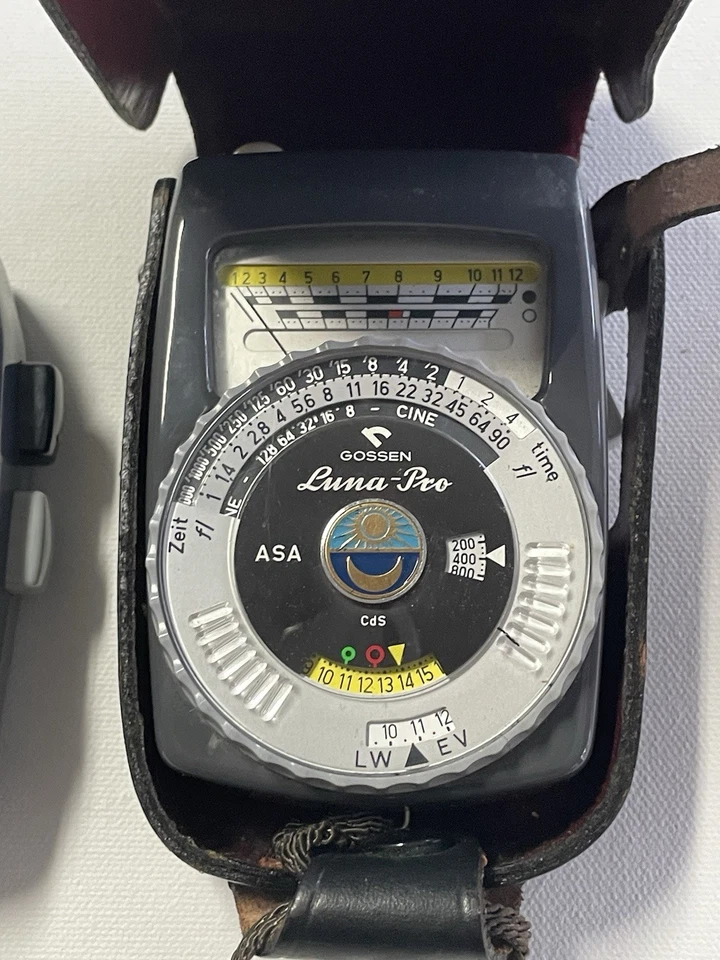 1 2 3 4 5 6 7 8 9 10 11 12
1000 500 250 125 '60 '30 '15 '8 '4 '2 1 2 4
time
Zeit
f/ 1 1.4 2 2.8 4 5,6 8 11 16 22 32 45 64 90 f/
128 64 32 16 8 - CINE
GOSSEN
Luna-Pro
ASA
200
400
800
CdS
9 10 11 12 13 14 15
10 11 12
LW EV